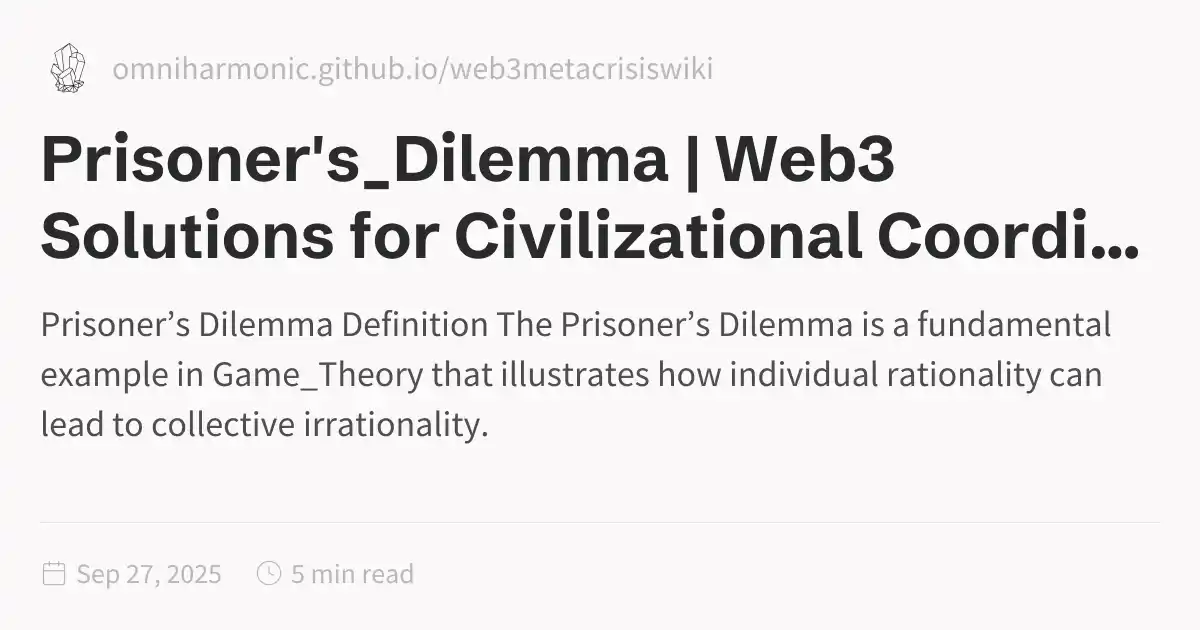 omniharmonic.github.io/web3metacrisiswiki
Prisoner's_Dilemma | Web3
Solutions for Civilizational Coordi...
Prisoner’s Dilemma Definition The Prisoner’s Dilemma is a fundamental
example in Game_Theory that illustrates how individual rationality can
lead to collective irrationality.
Sep 27, 2025 5 min read